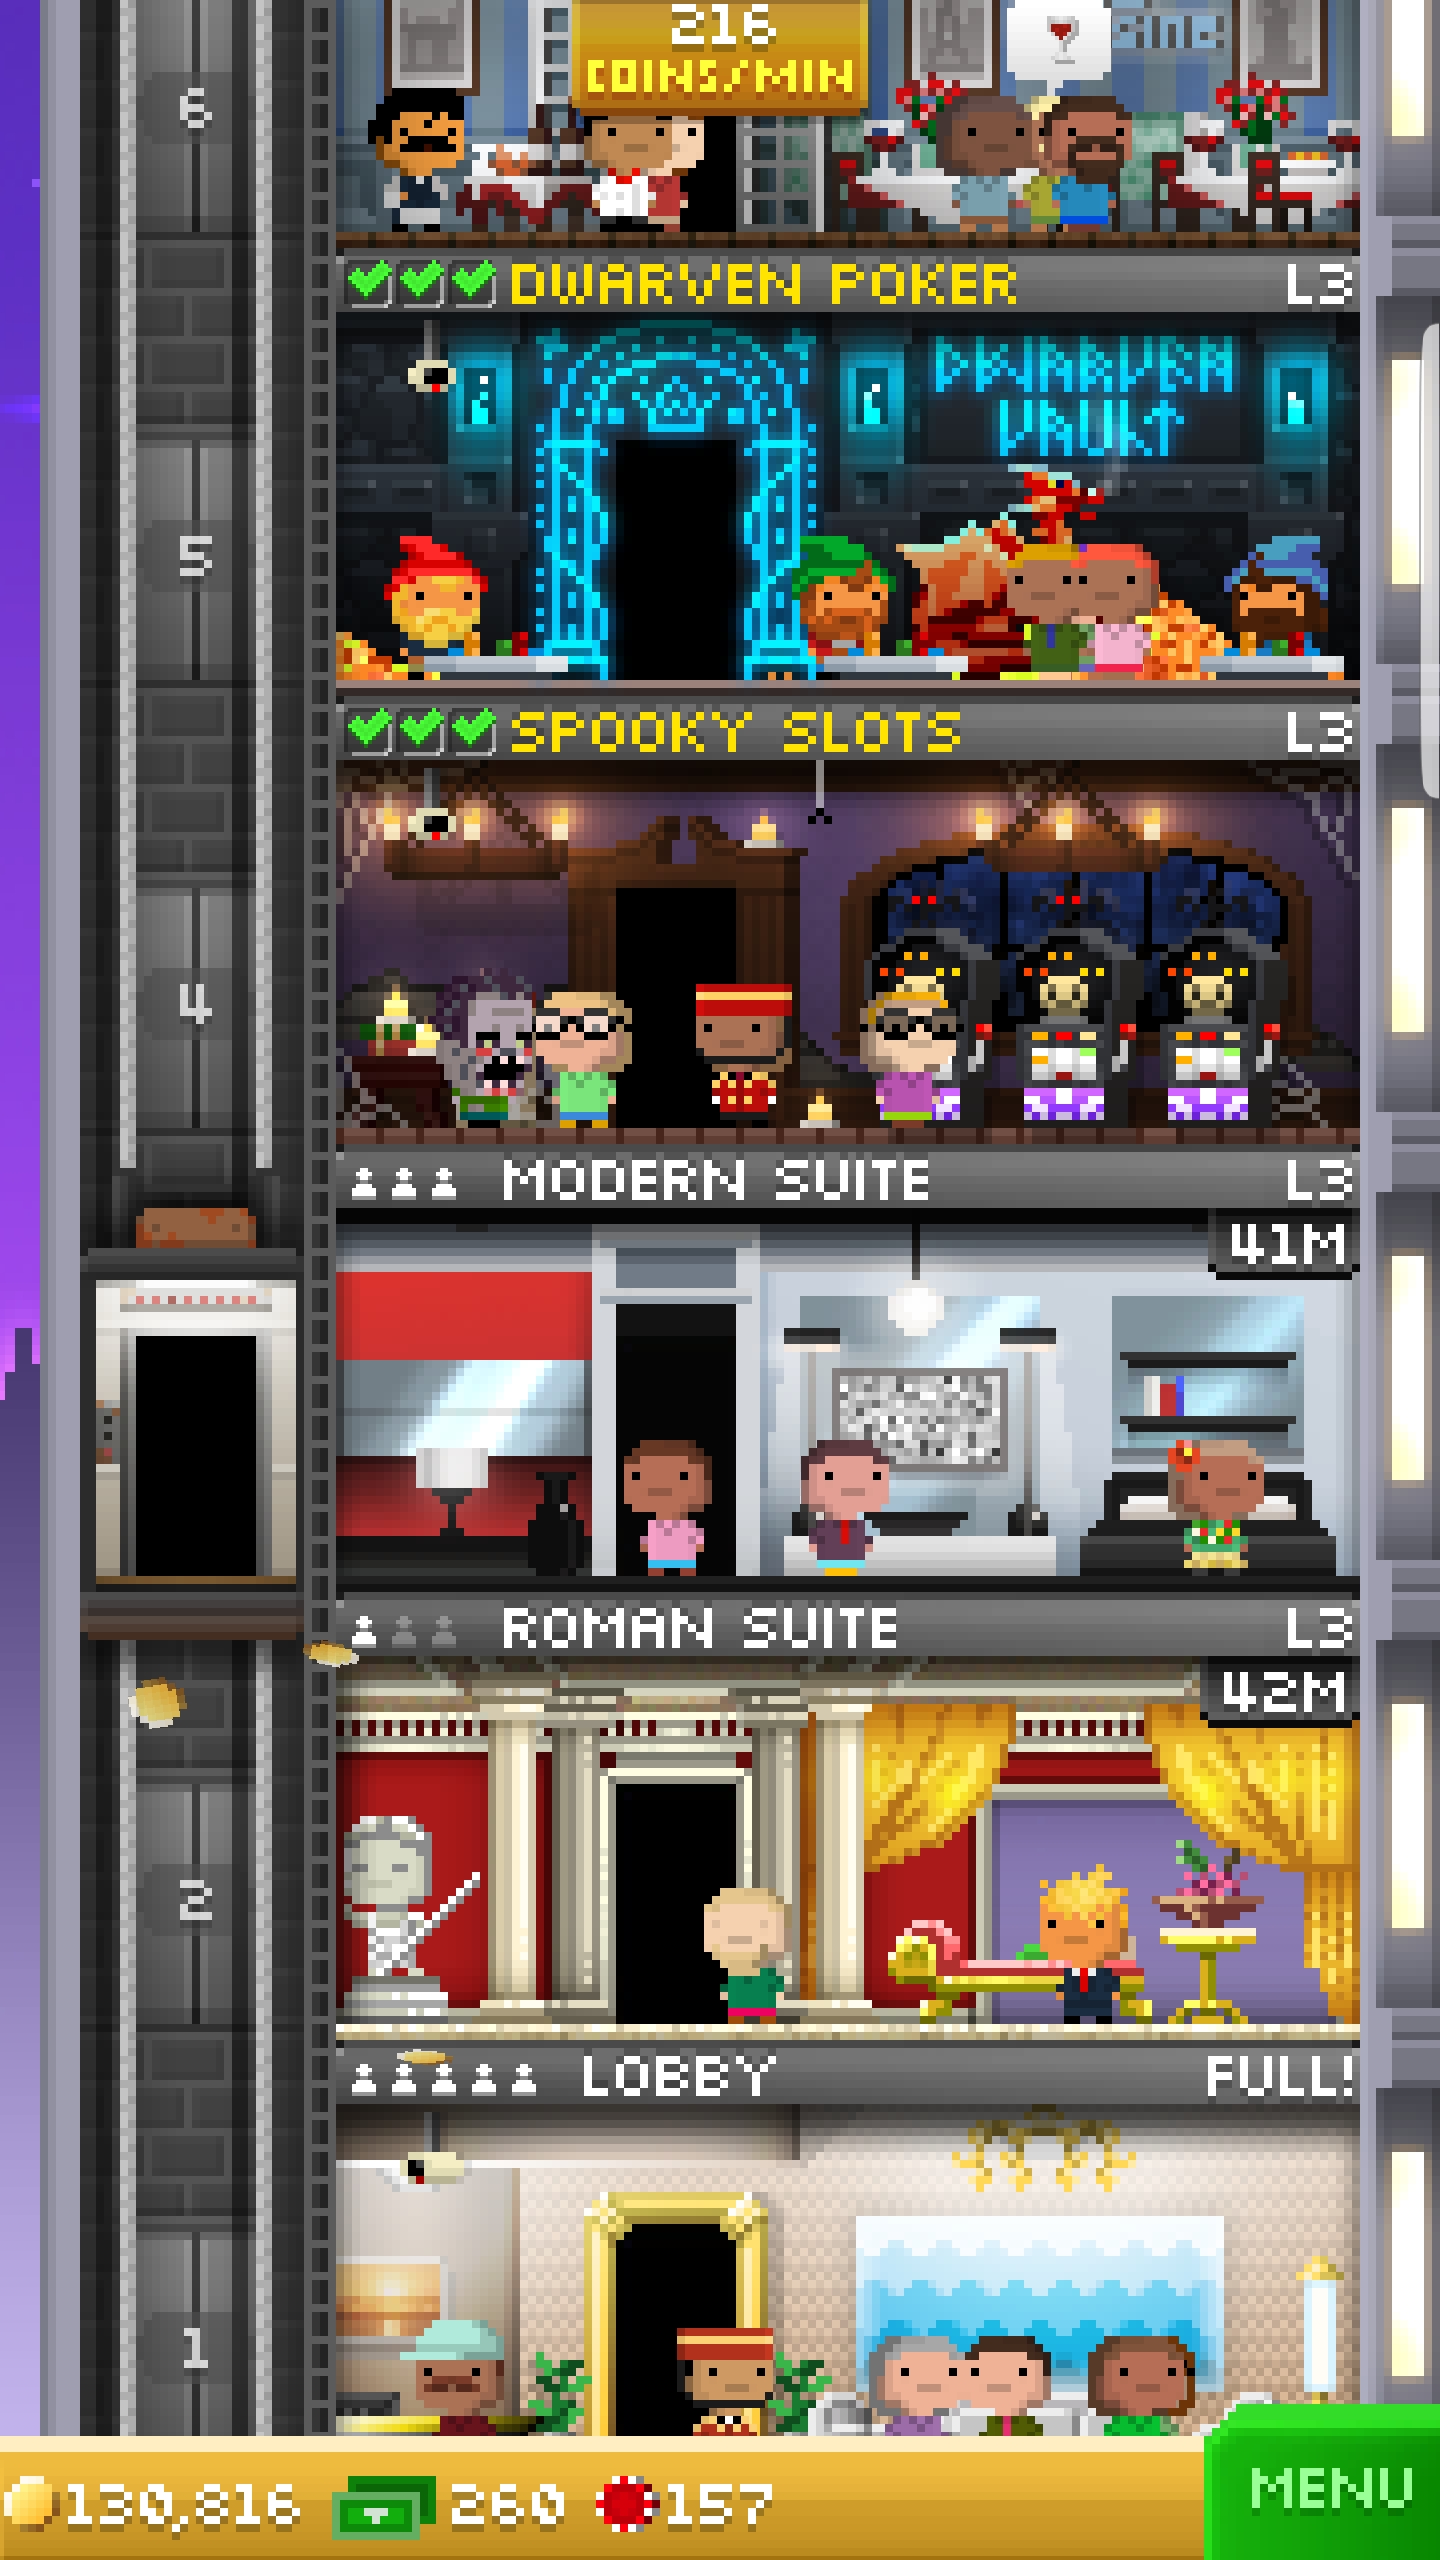 216
COINS/MIN
Fine
6
DWARVEN POKER L3
DWARVEN
VAULT
5
SPOOKY SLOTS L3
4
MODERN SUITE L3
41M
ROMAN SUITE L3
42M
2
LOBBY FULL!
1
130,816 260 157
MENU